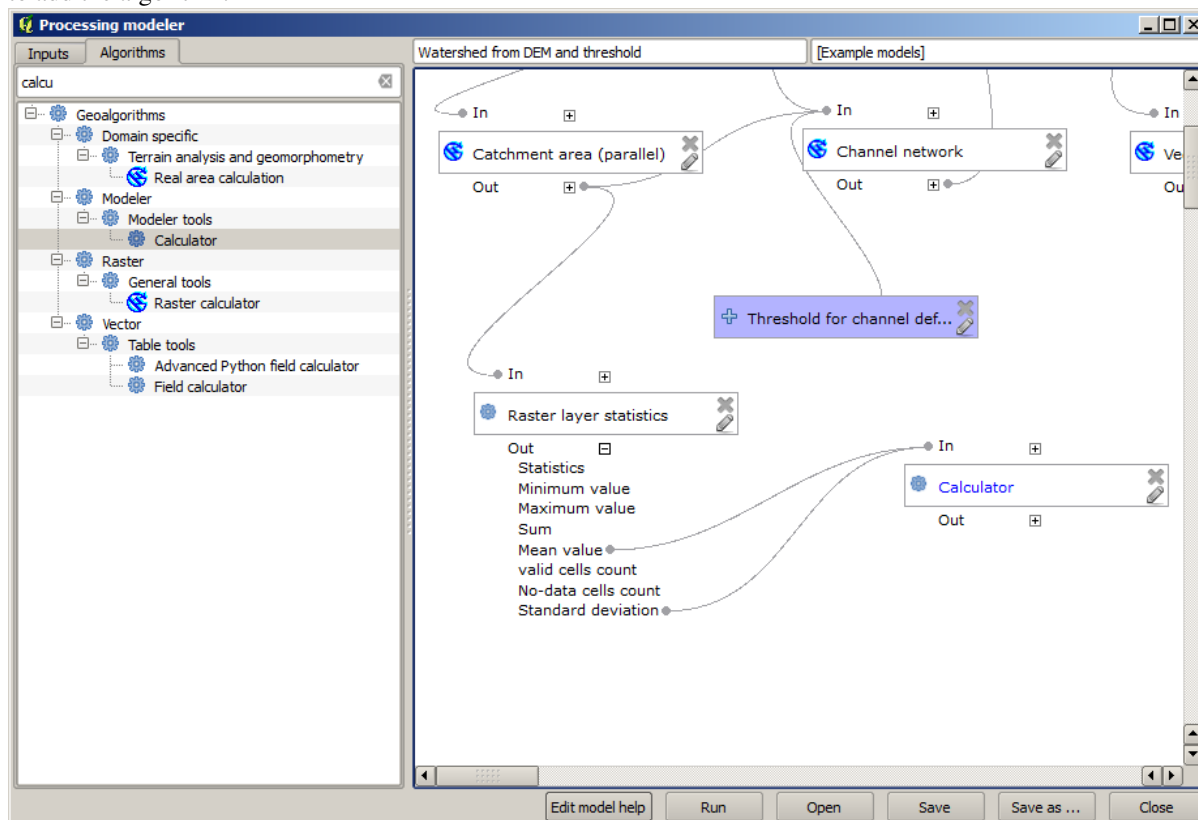 Processing modeler
Inputs
Algorithms
Watershed from DEM and threshold
[Example models]
calcu
Geoalgorithms
Domain specific
Terrain analysis and geomorphometry
Real area calculation
Modeler
Modeler tools
Calculator
Raster
General tools
Raster calculator
Vector
Table tools
Advanced Python field calculator
Field calculator
In
Catchment area (parallel)
Out
In
Channel network
Out
In
Threshold for channel def...
In
Raster layer statistics
Out
Statistics
Minimum value
Maximum value
Sum
Mean value
valid cells count
No-data cells count
Standard deviation
In
Calculator
Out
Edit model help
Run
Open
Save
Save as ...
Close